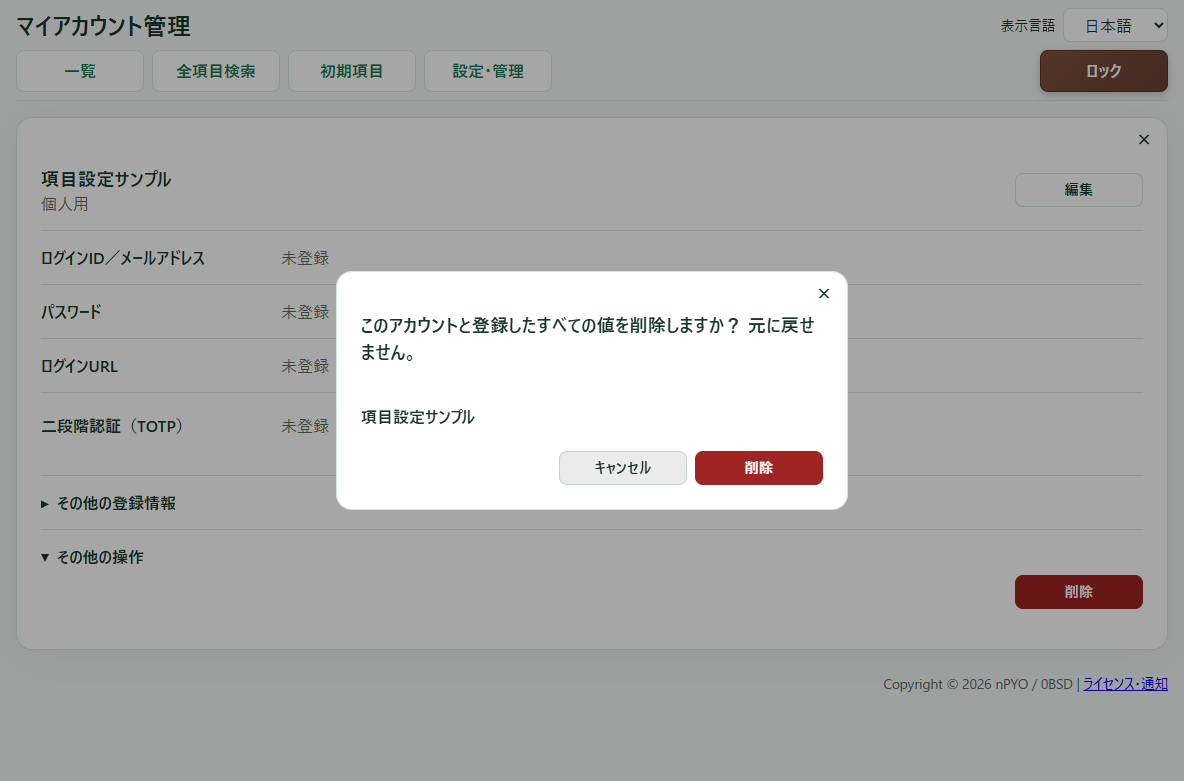 マイアカウント管理
表示言語 日本語
一覧 全項目検索 初期項目 設定・管理 ロック
×
項目設定サンプル
個人用
編集
ログインID／メールアドレス 未登録
パスワード 未登録
ログインURL 未登録
二段階認証（TOTP） 未登録
▶ その他の登録情報
▼ その他の操作
削除
×
このアカウントと登録したすべての値を削除しますか？ 元に戻せ
ません。
項目設定サンプル
キャンセル 削除
Copyright © 2026 nPYO / 0BSD | ライセンス・通知